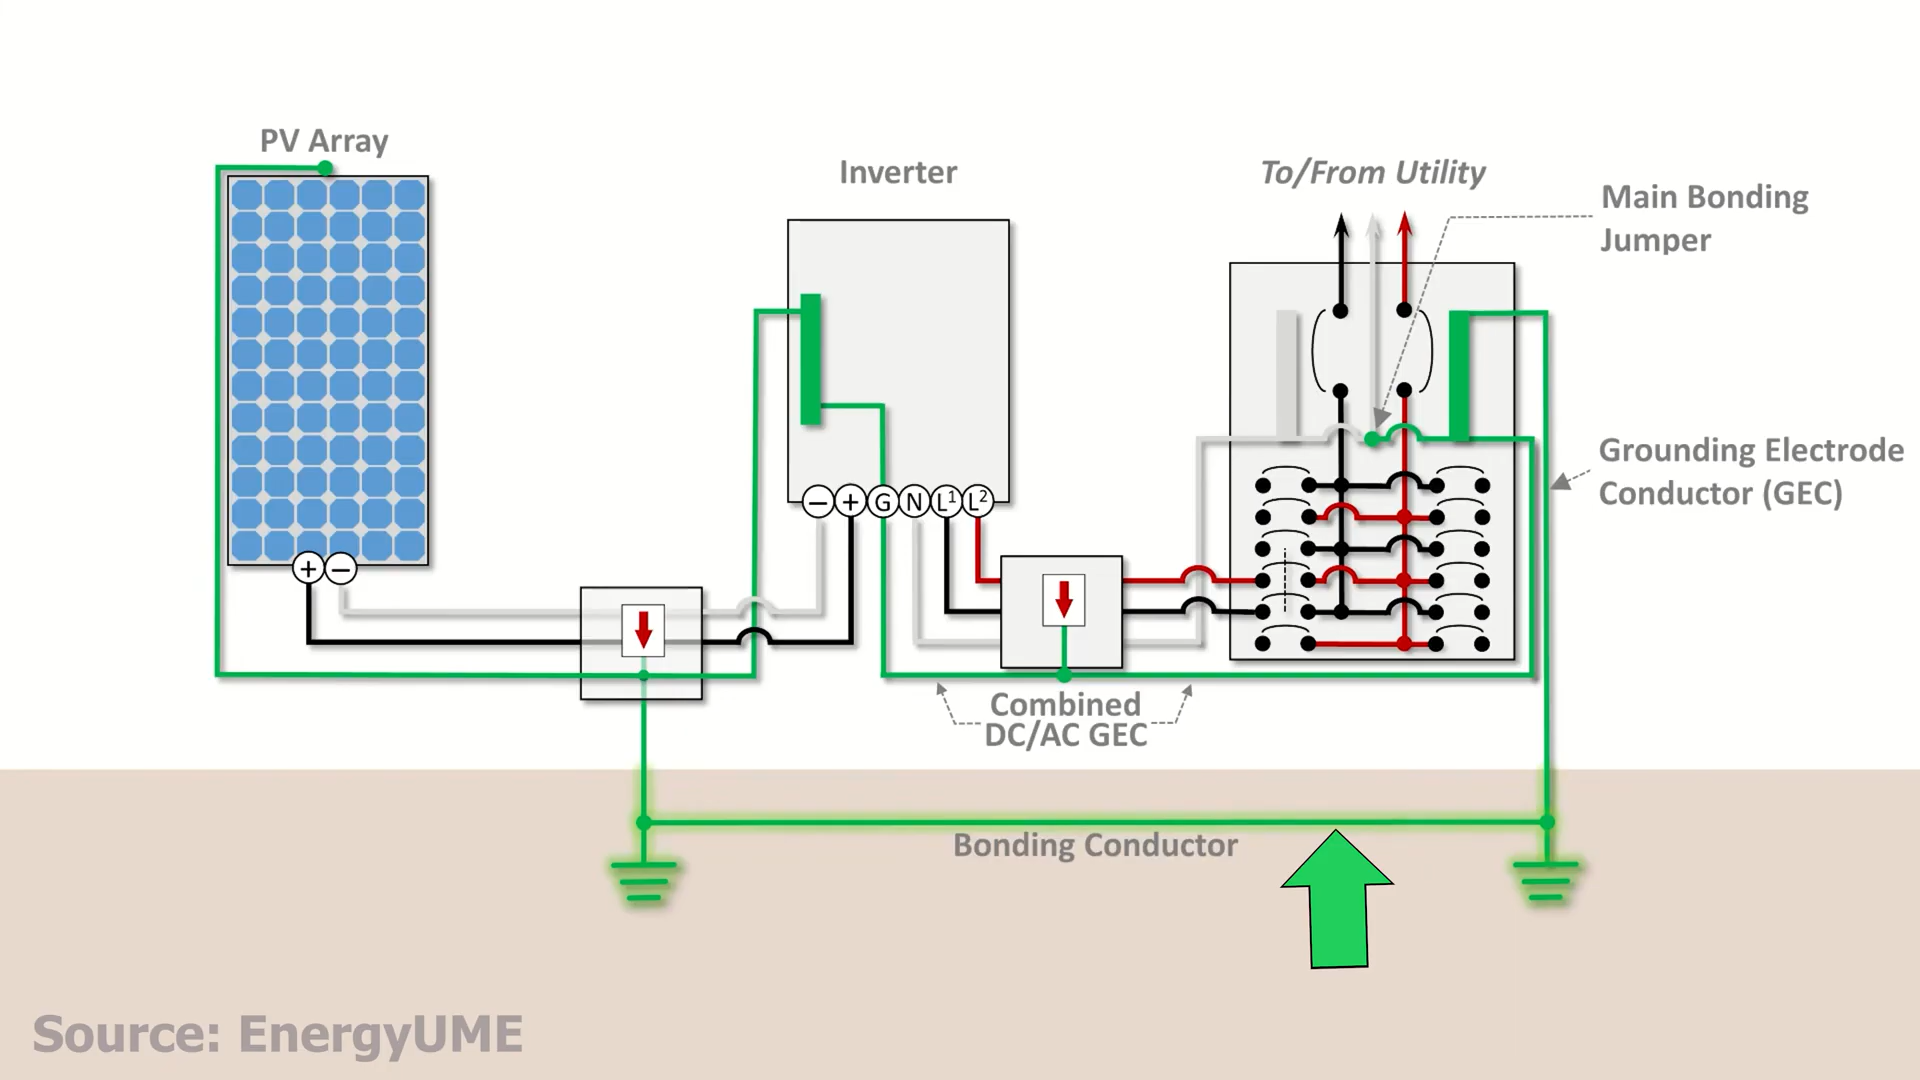 PV Array
Inverter
To/From Utility
Main Bonding
Jumper
Grounding Electrode
Conductor (GEC)
− + G N L1 L2
+ −
Combined
DC/AC GEC
Bonding Conductor
Source: EnergyUME